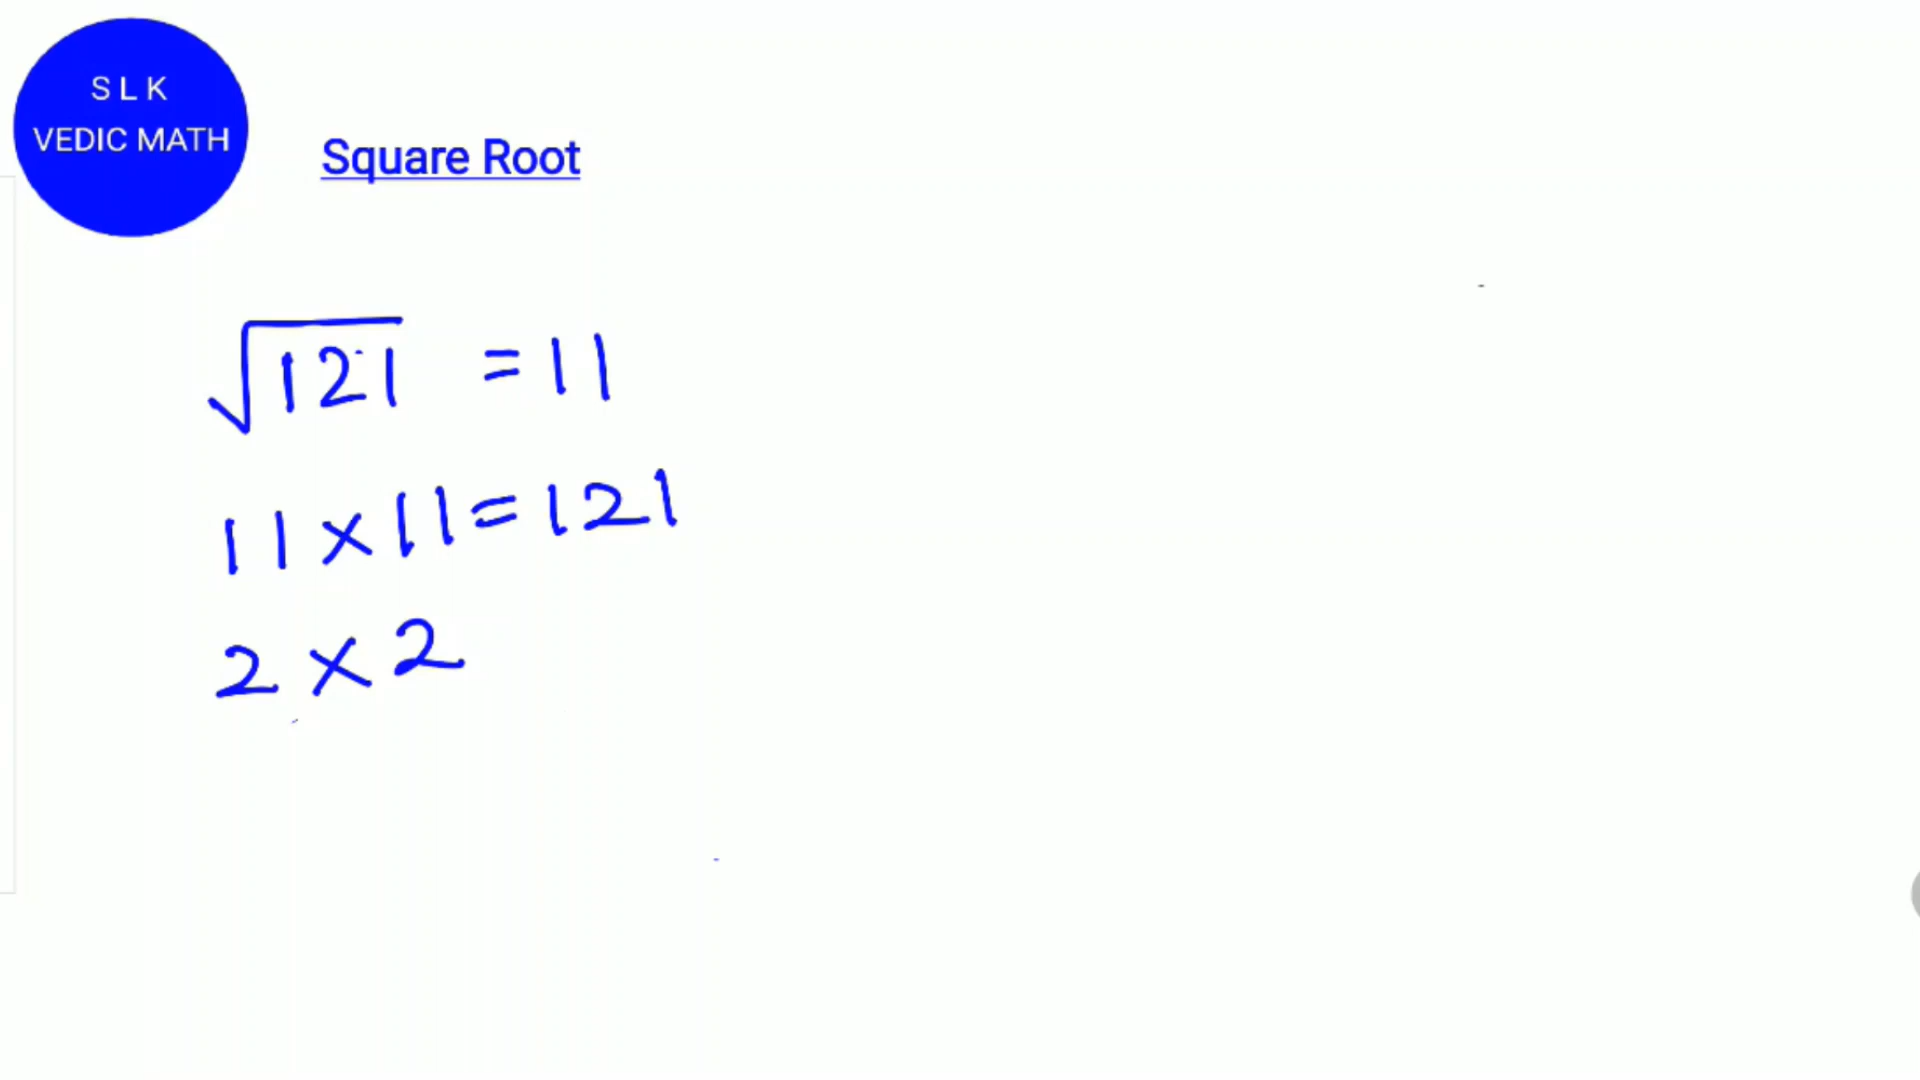 S L K
VEDIC MATH
Square Root
√121 = 11
11 × 11 = 121
2 × 2